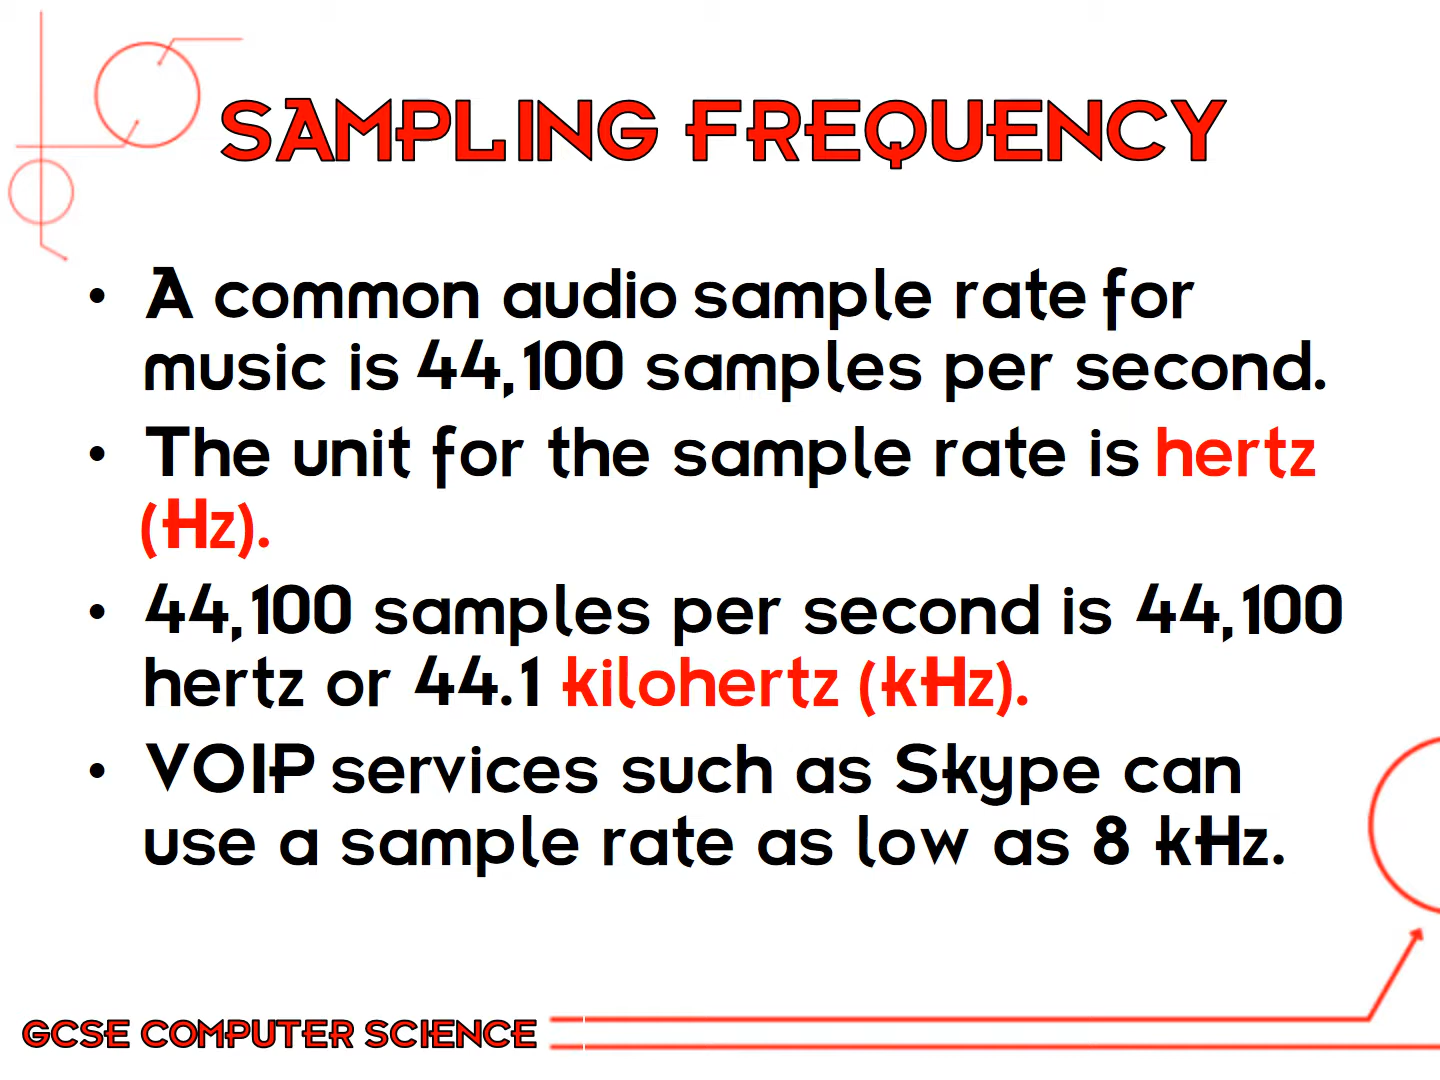 SAMPLING FREQUENCY
• A common audio sample rate for
music is 44,100 samples per second.
• The unit for the sample rate is hertz
(Hz).
• 44,100 samples per second is 44,100
hertz or 44.1 kilohertz (kHz).
• VOIP services such as Skype can
use a sample rate as low as 8 kHz.
GCSE COMPUTER SCIENCE